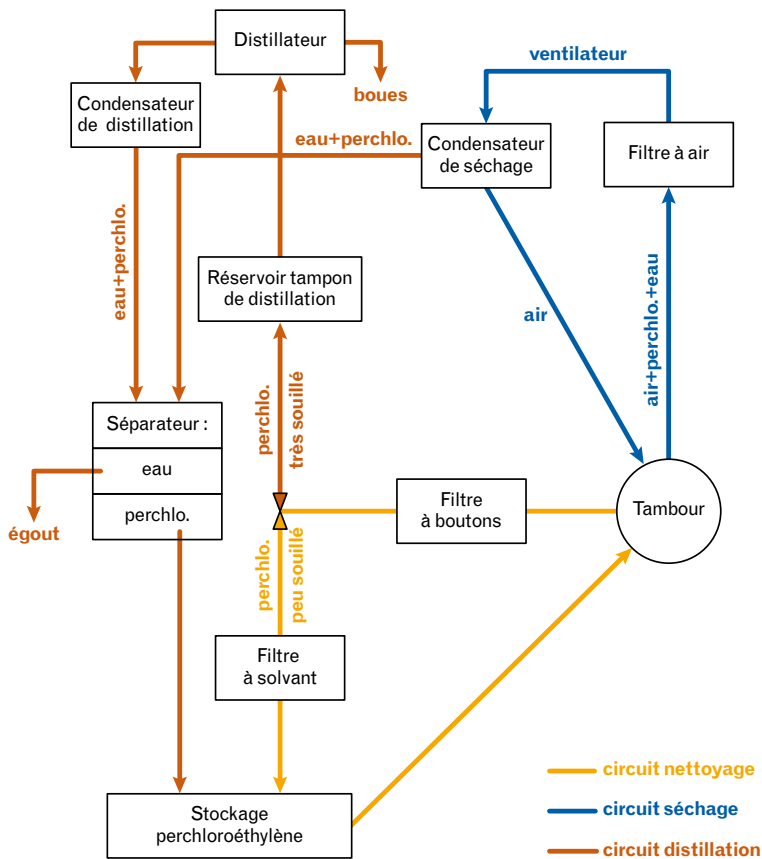 Distillateur
ventilateur
boues
Condensateur
de distillation
eau+perchlo.
Condensateur
de séchage
Filtre à air
eau+perchlo.
Réservoir tampon
de distillation
air
air+perchlo.+eau
perchlo.
très souillé
Séparateur :
eau
perchlo.
égout
Filtre
à boutons
Tambour
perchlo.
peu souillé
Filtre
à solvant
Stockage
perchloroéthylène
circuit nettoyage
circuit séchage
circuit distillation